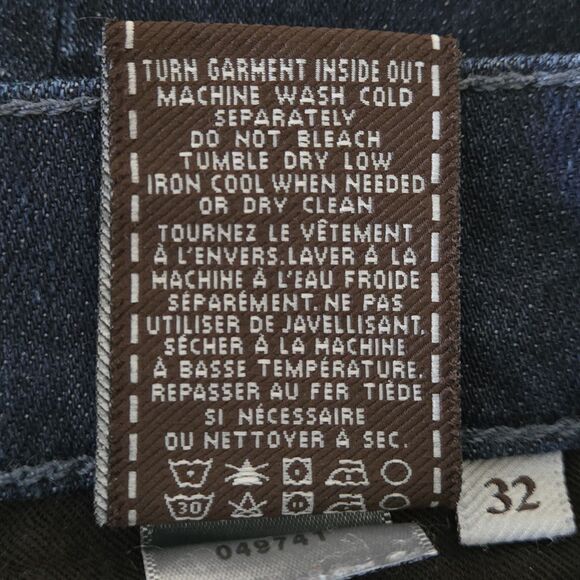 TURN GARMENT INSIDE OUT
MACHINE WASH COLD
SEPARATELY
DO NOT BLEACH
TUMBLE DRY LOW
IRON COOL WHEN NEEDED
OR DRY CLEAN
TOURNEZ LE VÊTEMENT
À L'ENVERS.LAVER À LA
MACHINE À L'EAU FROIDE
SÉPARÉMENT. NE PAS
UTILISER DE JAVELLISANT.
SÉCHER À LA MACHINE
À BASSE TEMPÉRATURE.
REPASSER AU FER TIÈDE
SI NÉCESSAIRE
OU NETTOVER À SEC.
30
32
049741